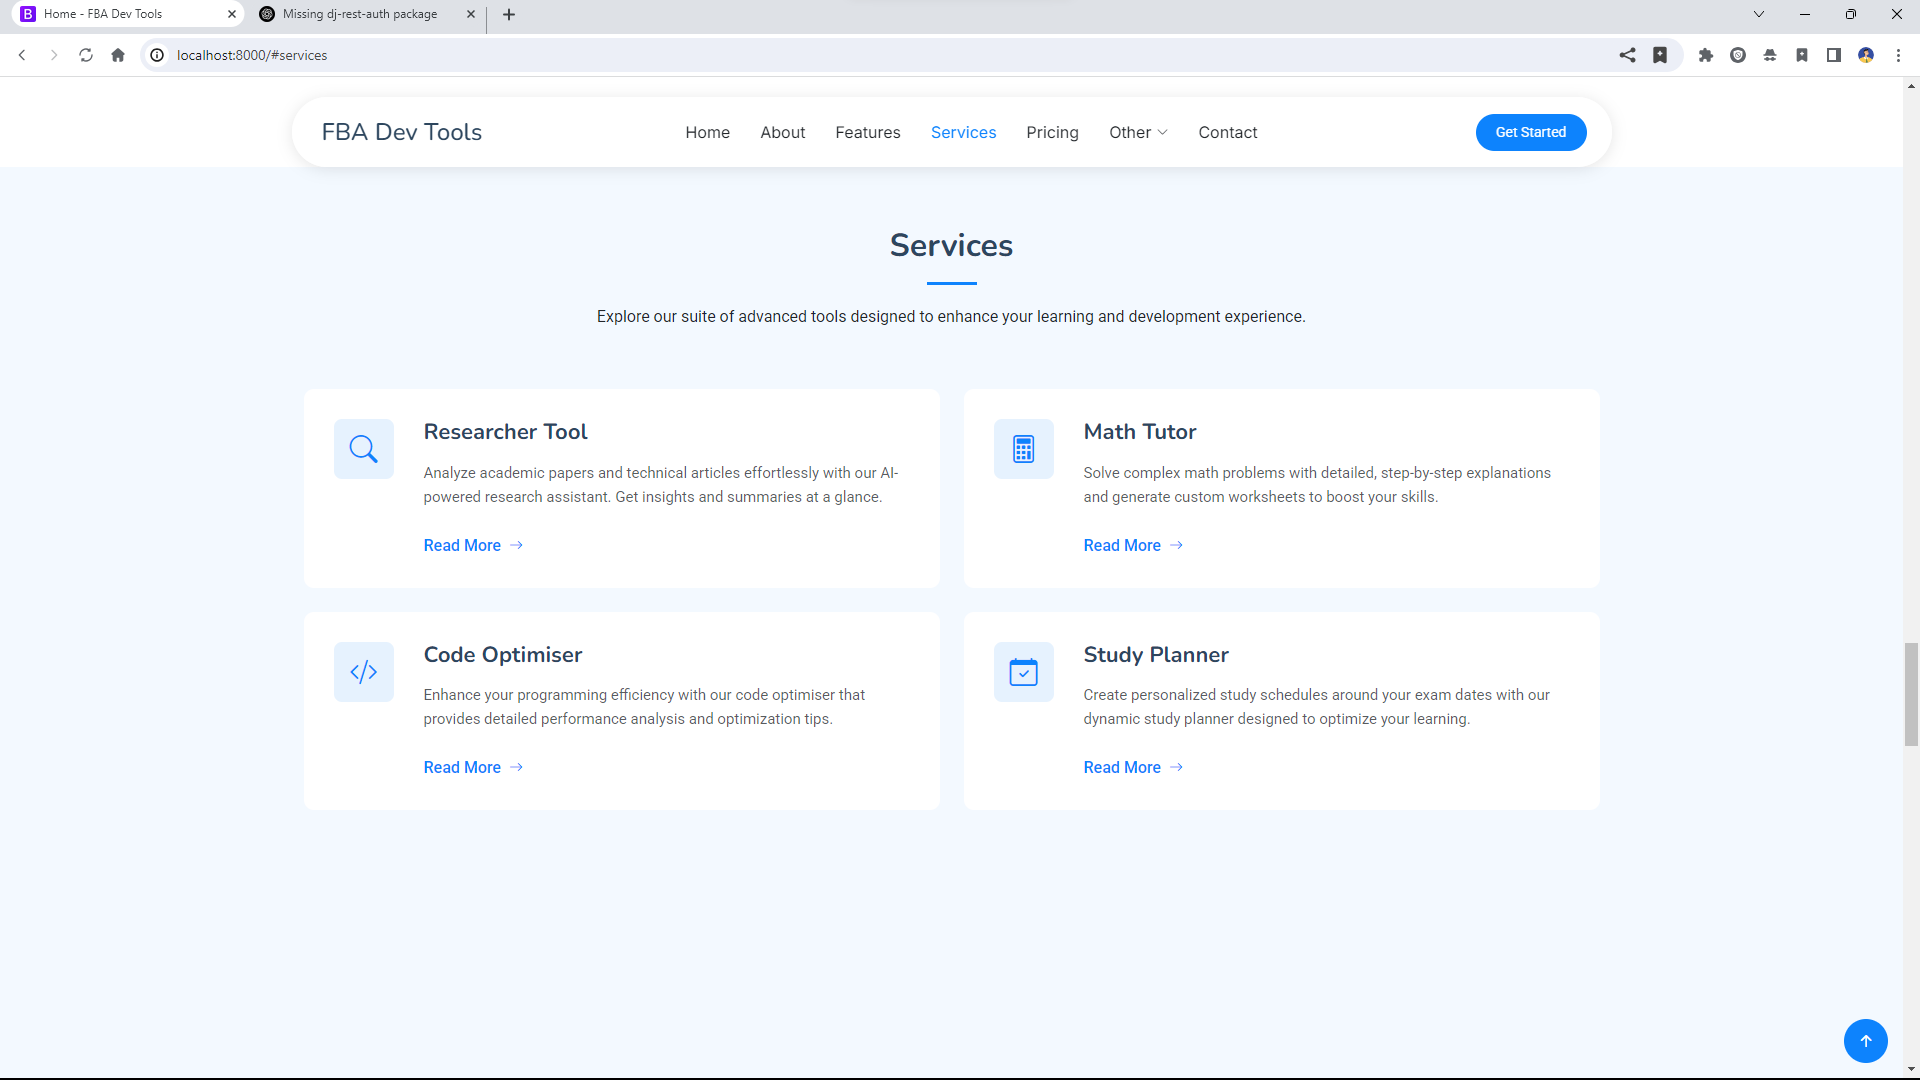 Home - FBA Dev Tools
Missing dj-rest-auth package
localhost:8000/#services
FBA Dev Tools
Home
About
Features
Services
Pricing
Other
Contact
Get Started
Services
Explore our suite of advanced tools designed to enhance your learning and development experience.
Researcher Tool
Analyze academic papers and technical articles effortlessly with our AI-
powered research assistant. Get insights and summaries at a glance.
Read More
Math Tutor
Solve complex math problems with detailed, step-by-step explanations
and generate custom worksheets to boost your skills.
Read More
Code Optimiser
Enhance your programming efficiency with our code optimiser that
provides detailed performance analysis and optimization tips.
Read More
Study Planner
Create personalized study schedules around your exam dates with our
dynamic study planner designed to optimize your learning.
Read More